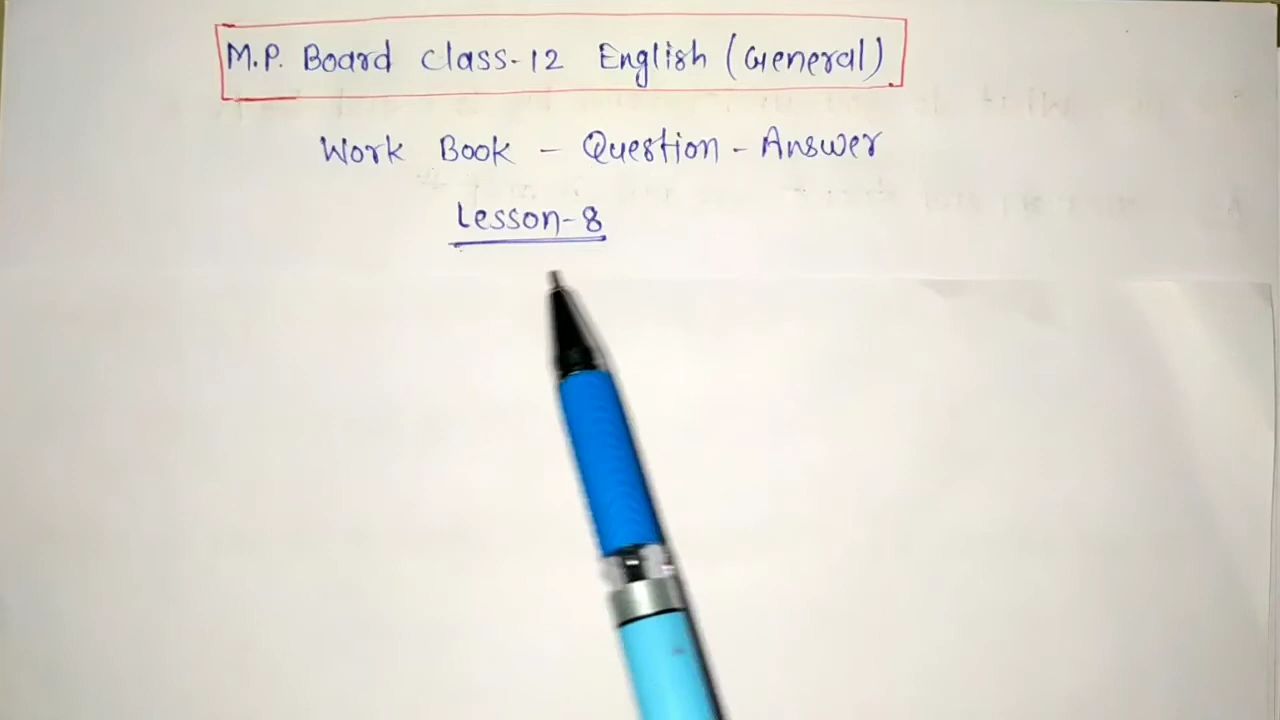 M.P. Board Class-12 English (General)
Work Book - Question - Answer
Lesson-8